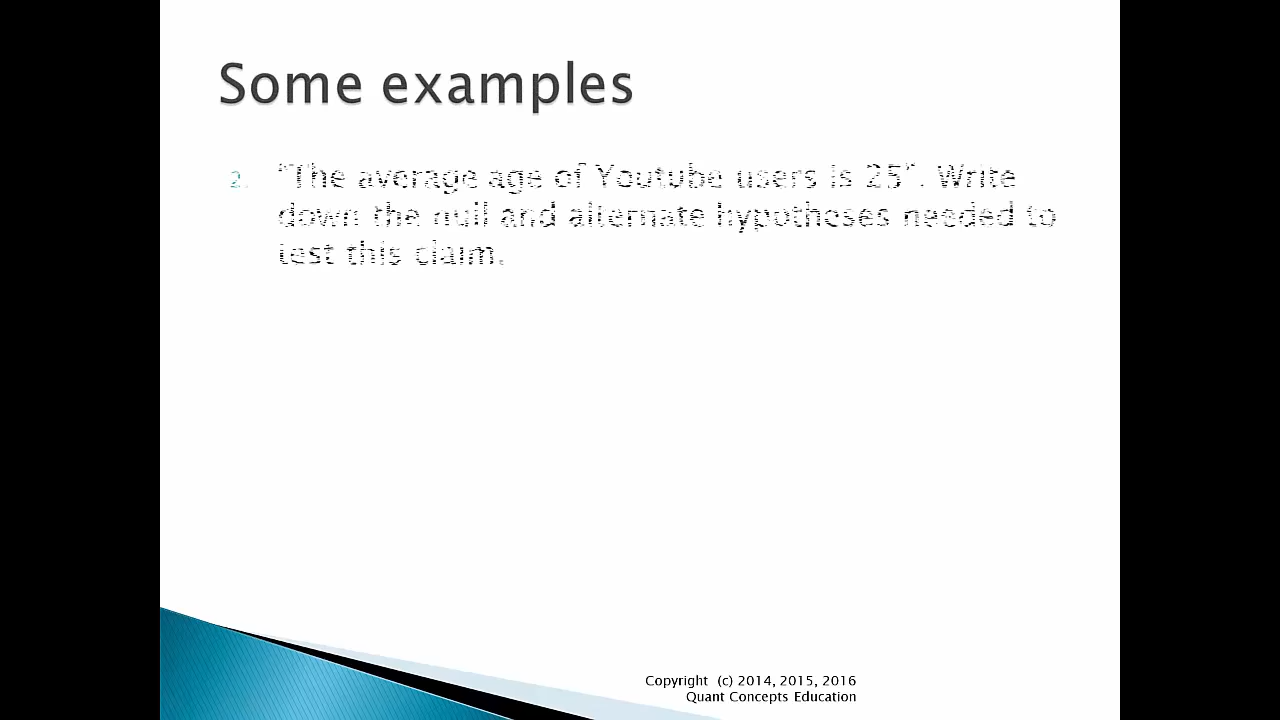 Some examples
2. "The average age of Youtube users is 25". Write
down the null and alternate hypotheses needed to
test this claim.
Copyright (c) 2014, 2015, 2016
Quant Concepts Education